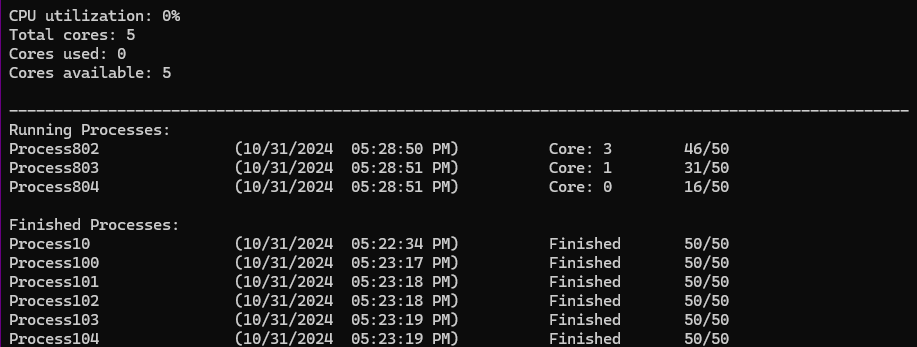 CPU utilization: 0%
Total cores: 5
Cores used: 0
Cores available: 5
Running Processes:
Process802 (10/31/2024 05:28:50 PM) Core: 3 46/50
Process803 (10/31/2024 05:28:51 PM) Core: 1 31/50
Process804 (10/31/2024 05:28:51 PM) Core: 0 16/50
Finished Processes:
Process10 (10/31/2024 05:22:34 PM) Finished 50/50
Process100 (10/31/2024 05:23:17 PM) Finished 50/50
Process101 (10/31/2024 05:23:18 PM) Finished 50/50
Process102 (10/31/2024 05:23:18 PM) Finished 50/50
Process103 (10/31/2024 05:23:19 PM) Finished 50/50
Process104 (10/31/2024 05:23:19 PM) Finished 50/50